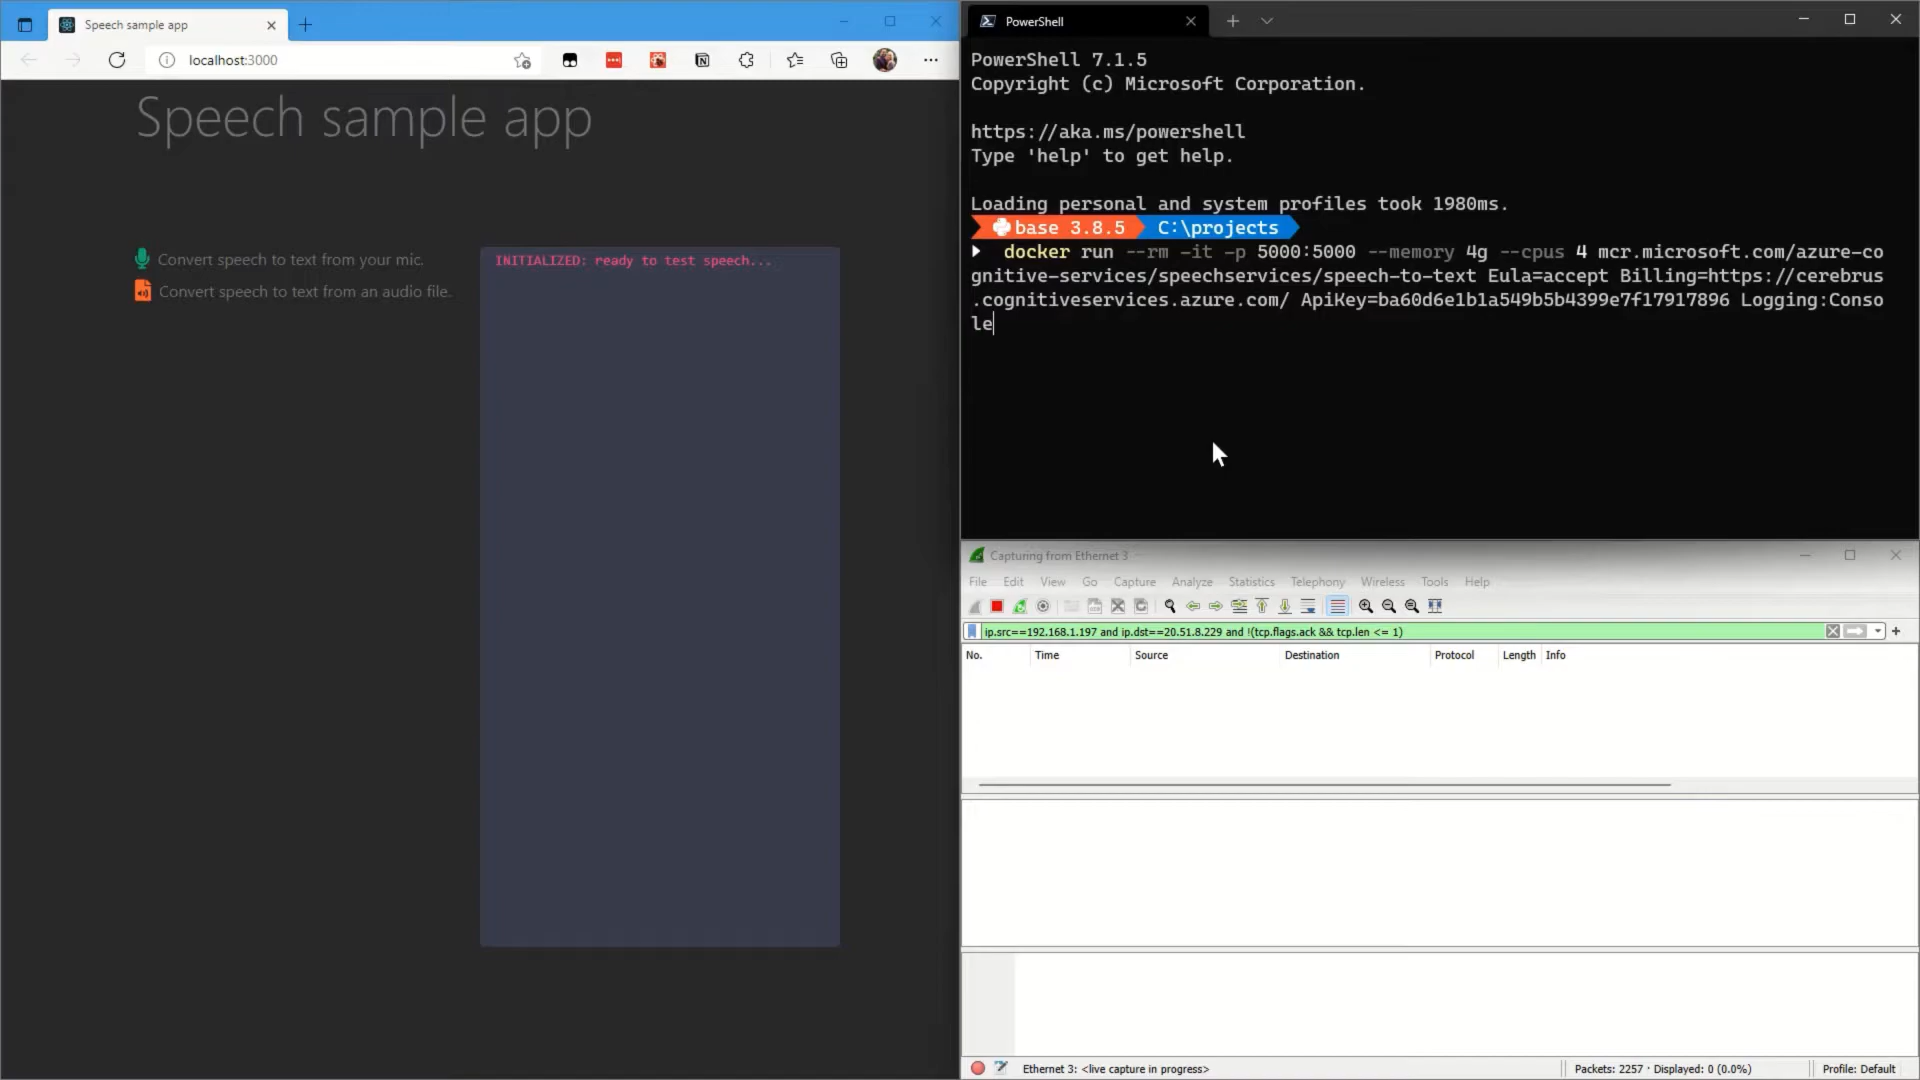 Speech sample app
localhost:3000
Speech sample app
Convert speech to text from your mic.
Convert speech to text from an audio file.
INITIALIZED: ready to test speech...
PowerShell
PowerShell 7.1.5
Copyright (c) Microsoft Corporation.
https://aka.ms/powershell
Type 'help' to get help.
Loading personal and system profiles took 1980ms.
base 3.8.5 C:\projects
docker run --rm -it -p 5000:5000 --memory 4g --cpus 4 mcr.microsoft.com/azure-co
gnitive-services/speechservices/speech-to-text Eula=accept Billing=https://cerebrus
.cognitiveservices.azure.com/ ApiKey=ba60d6e1b1a549b5b4399e7f17917896 Logging:Conso
le
Capturing from Ethernet 3
File Edit View Go Capture Analyze Statistics Telephony Wireless Tools Help
ip.src==192.168.1.197 and ip.dst==20.51.8.229 and !(tcp.flags.ack && tcp.len <= 1)
No. Time Source Destination Protocol Length Info
Ethernet 3: <live capture in progress> Packets: 2257 · Displayed: 0 (0.0%) Profile: Default